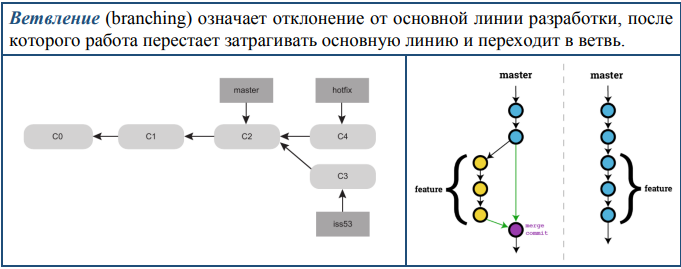 Ветвление (branching) означает отклонение от основной линии разработки, после
которого работа перестает затрагивать основную линию и переходит в ветвь.
master
hotfix
C0
C1
C2
C4
C3
iss53
master
master
feature
feature
merge
commit